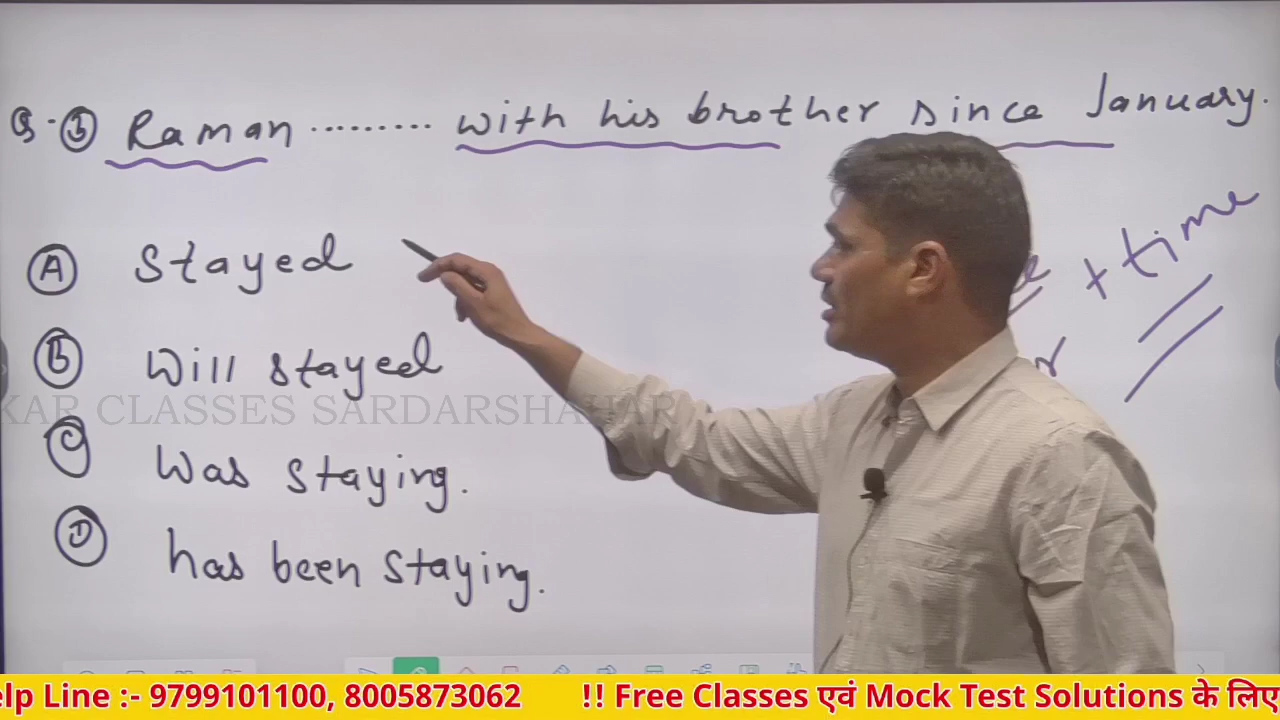 Q.③ Raman ......... with his brother since January.
+ time
Ⓐ Stayed
Ⓑ Will stayed
Ⓒ Was staying.
Ⓓ has been staying.
KAR CLASSES SARDARSHAHAR
elp Line :- 9799101100, 8005873062 !! Free Classes एवं Mock Test Solutions के लिए